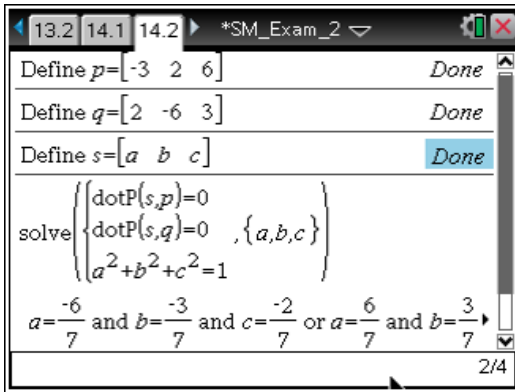 13.2 14.1 14.2 *SM_Exam_2
Define p=[-3 2 6] Done
Define q=[2 -6 3] Done
Define s=[a b c] Done
solve({dotP(s,p)=0
dotP(s,q)=0 ,{a,b,c})
a²+b²+c²=1
a=-6/7 and b=-3/7 and c=-2/7 or a=6/7 and b=3/7
2/4